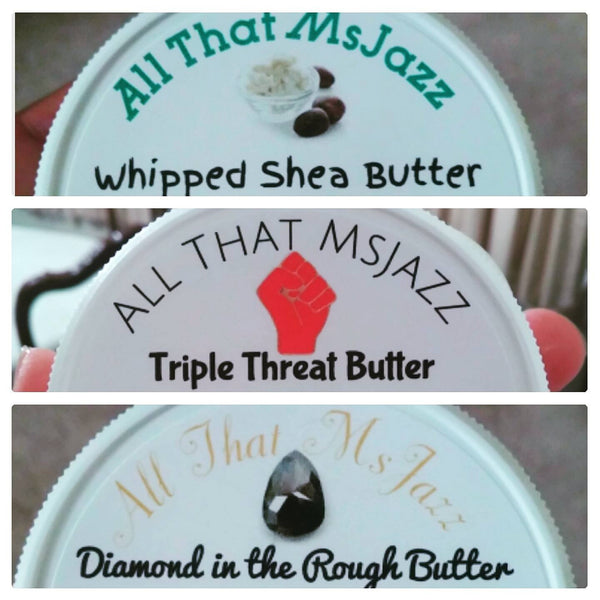 All That MsJazz
Whipped Shea Butter
ALL THAT MSJAZZ
Triple Threat Butter
All That MsJazz
Diamond in the Rough Butter